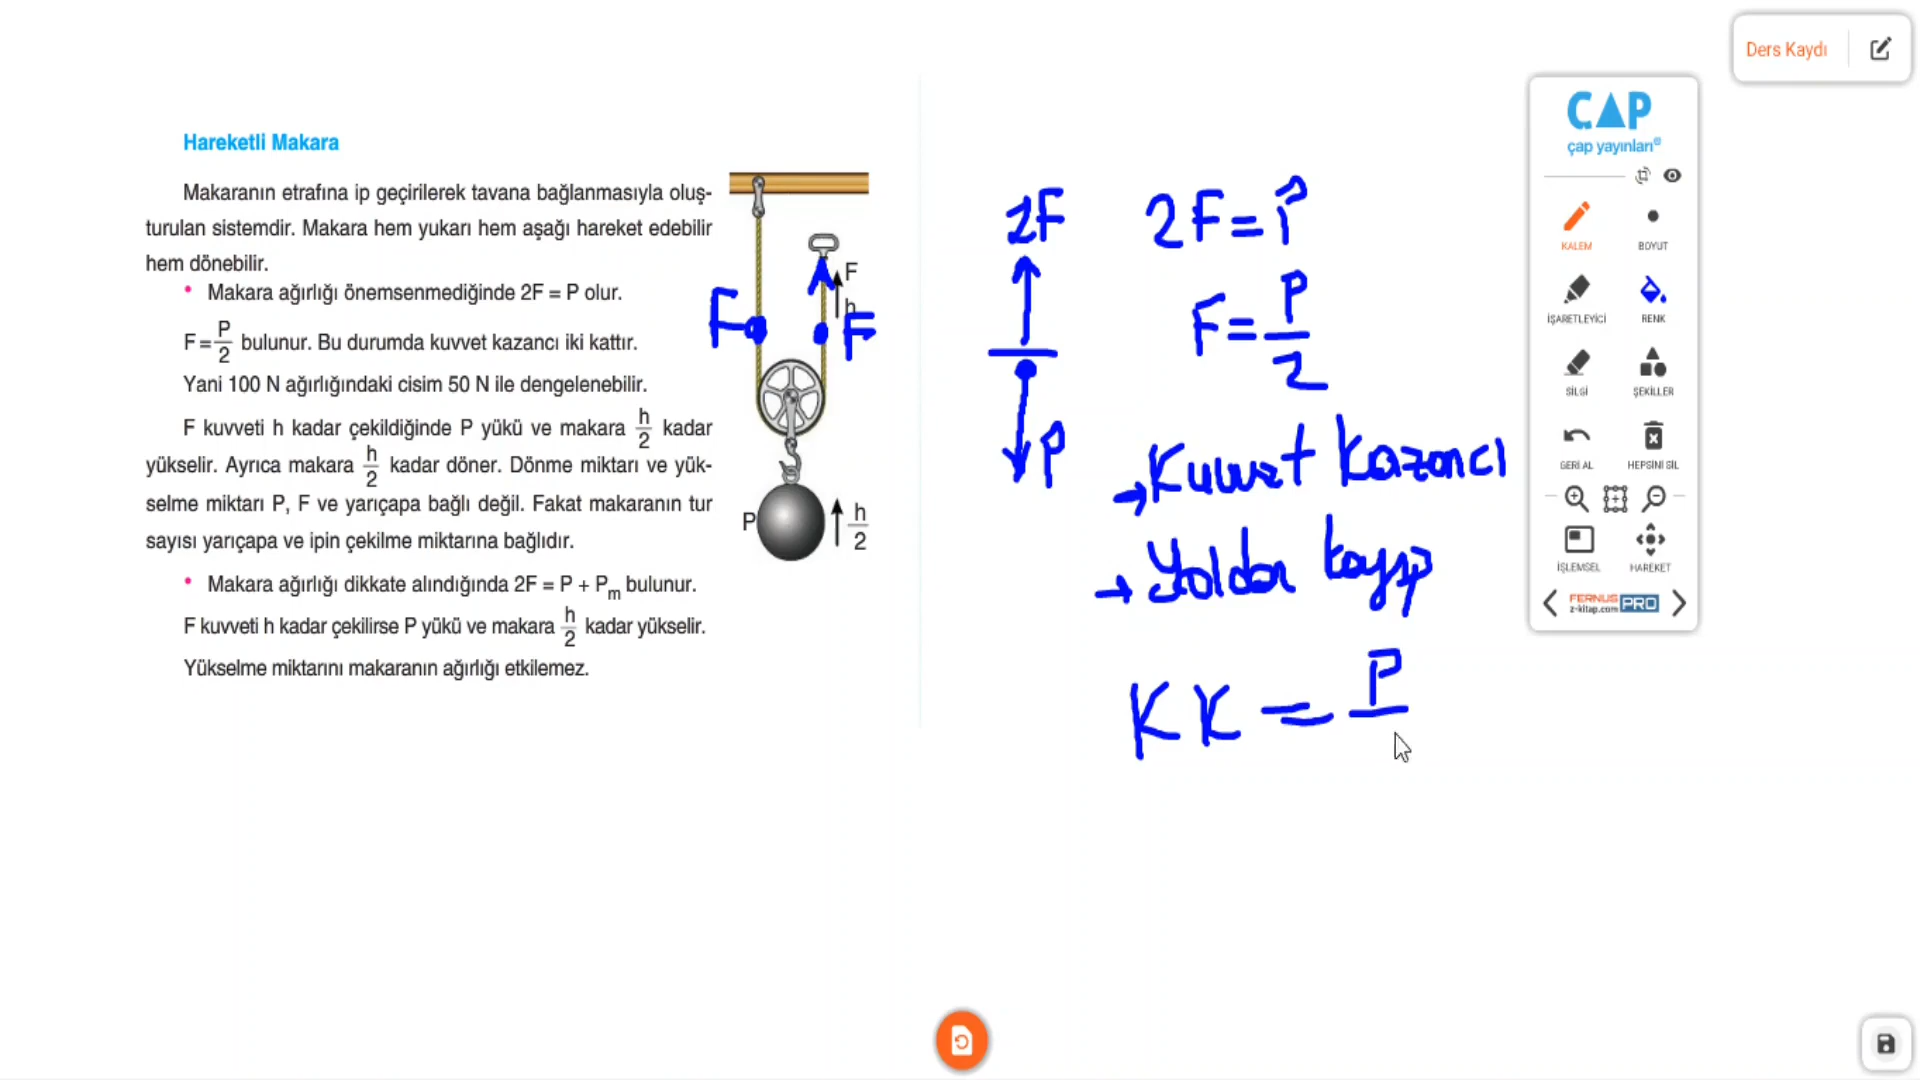 Ders Kaydı
Hareketli Makara
Makaranın etrafına ip geçirilerek tavana bağlanmasıyla oluş-
turulan sistemdir. Makara hem yukarı hem aşağı hareket edebilir
hem dönebilir.
• Makara ağırlığı önemsenmediğinde 2F = P olur.
F = P/2 bulunur. Bu durumda kuvvet kazancı iki kattır.
Yani 100 N ağırlığındaki cisim 50 N ile dengelenebilir.
F kuvveti h kadar çekildiğinde P yükü ve makara h/2 kadar
yükselir. Ayrıca makara h/2 kadar döner. Dönme miktarı ve yük-
selme miktarı P, F ve yarıçapa bağlı değil. Fakat makaranın tur
sayısı yarıçapa ve ipin çekilme miktarına bağlıdır.
• Makara ağırlığı dikkate alındığında 2F = P + Pm bulunur.
F kuvveti h kadar çekilirse P yükü ve makara h/2 kadar yükselir.
Yükselme miktarını makaranın ağırlığı etkilemez.
F
h
F
F
P
h/2
2F
P
2F = P
F = P/2
→ Kuvvet Kazancı
→ Yoldan kayıp
KK = P
ÇAP
çap yayınları
KALEM
BOYUT
İŞARETLEYİCİ
RENK
SİLGİ
ŞEKİLLER
GERİ AL
HEPSİNİ SİL
İŞLEMSEL
HAREKET
FERNUS
z-kitap.com PRO